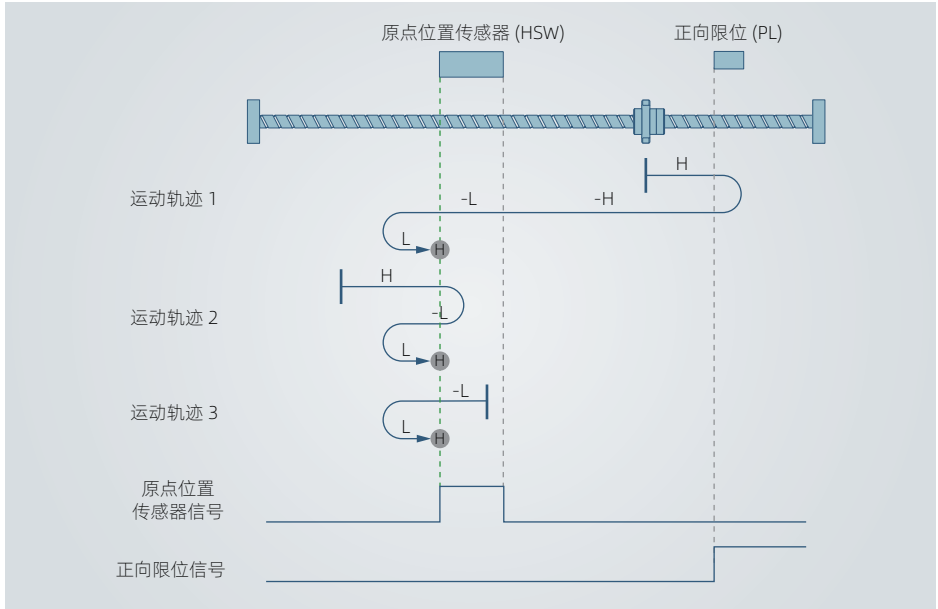 原点位置传感器 (HSW)
正向限位 (PL)
H
运动轨迹 1
-L
-H
L
H
H
运动轨迹 2
-L
L
H
-L
运动轨迹 3
L
H
原点位置
传感器信号
正向限位信号